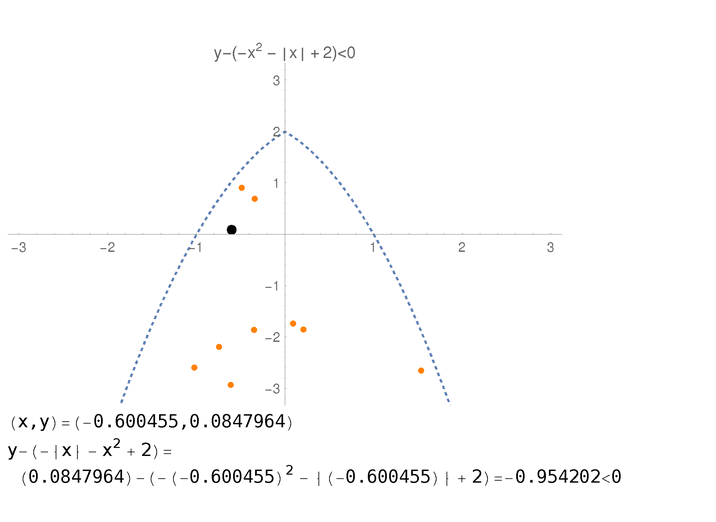 y−(−x² − |x| + 2)<0
3
2
1
−3 −2 −1 1 2 3
−1
−2
−3
(x,y)=(−0.600455,0.0847964)
y−(−|x| − x² + 2)=
(0.0847964)−(−(−0.600455)² − |(−0.600455)| + 2)=−0.954202<0